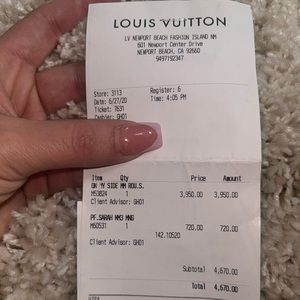 LOUIS VUITTON
LV NEWPORT BEACH FASHION ISLAND NM
601 Newport Center Drive
NEWPORT BEACH, CA 92660
9497192347
Store: 3113 Register: 6
Date: 6/27/20 Time: 4:05 PM
Ticket: 7631
Cashier: GH01
Item Qty Price Amount
ON MY SIDE MM ROU.S.
M53824 1 3,950.00 3,950.00
Client Advisor: GH01
PF.SARAH NM3 MNG
M60531 1 720.00 720.00
142.10520
Client Advisor: GH01
Subtotal 4,670.00
Total 4,670.00